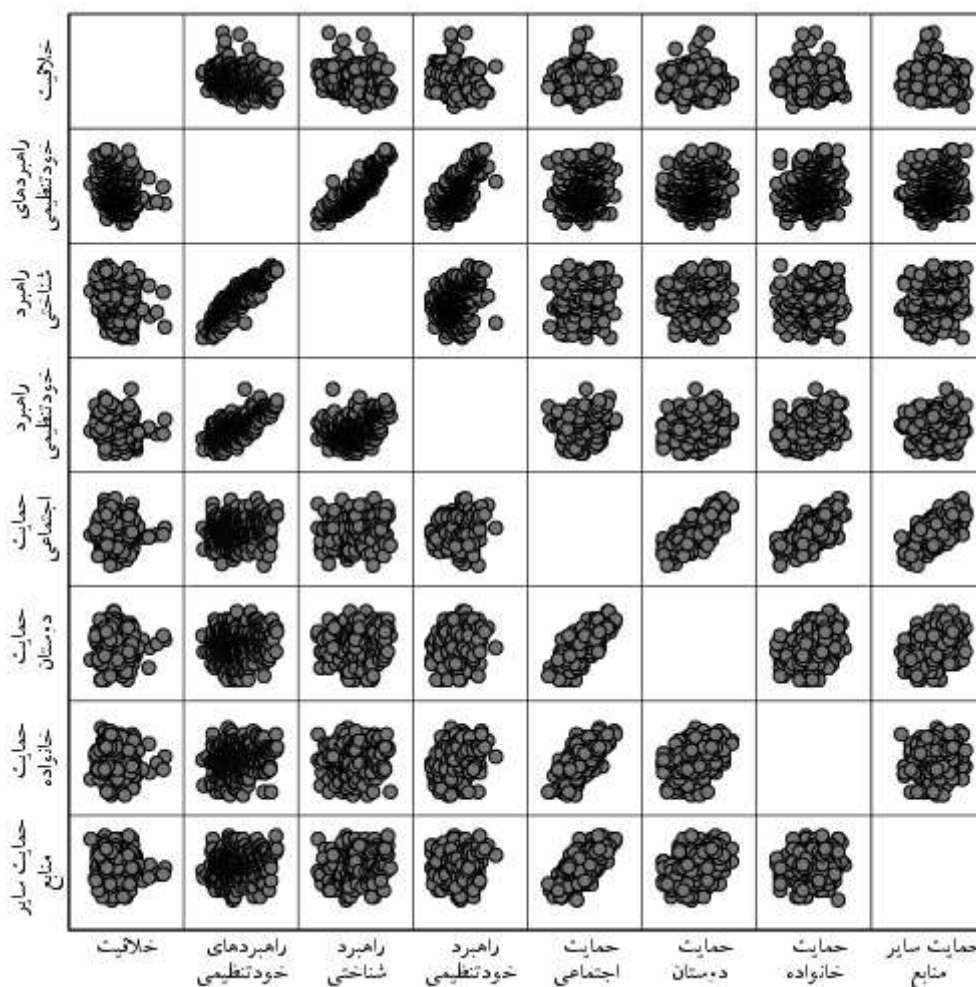 خلاقیت
راهبردهای
خودتنظیمی
راهبرد
شناختی
راهبرد
خودتنظیمی
حمایت
اجتماعی
حمایت
دوستان
حمایت
خانواده
حمایت سایر
منابع
خلاقیت
راهبردهای
خودتنظیمی
راهبرد
شناختی
راهبرد
خودتنظیمی
حمایت
اجتماعی
حمایت
دوستان
حمایت
خانواده
حمایت سایر
منابع